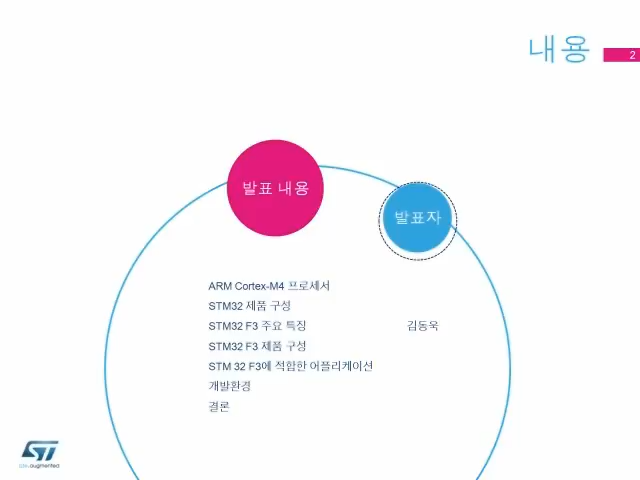 내용
2
발표 내용
발표자
ARM Cortex-M4 프로세서
STM32 제품 구성
STM32 F3 주요 특징
김동욱
STM32 F3 제품 구성
STM 32 F3에 적합한 어플리케이션
개발환경
결론
life.augmented